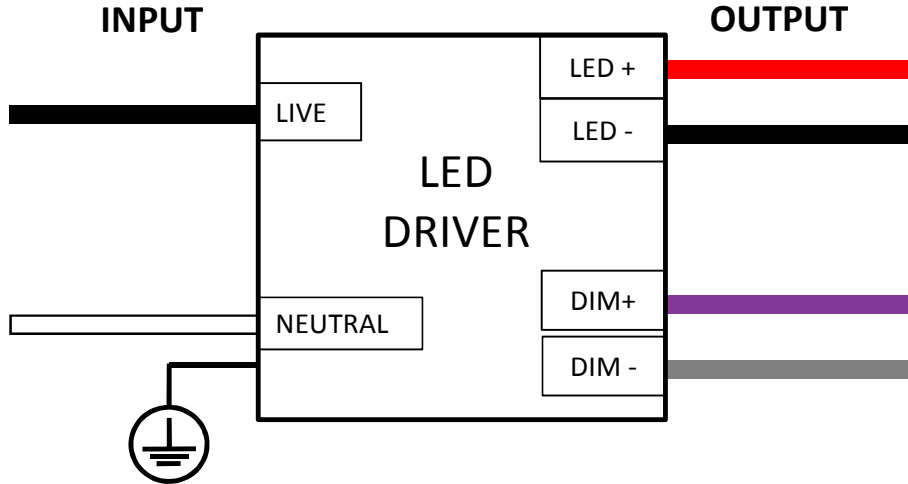 INPUT
OUTPUT
LED +
LIVE
LED -
LED
DRIVER
DIM+
NEUTRAL
DIM -